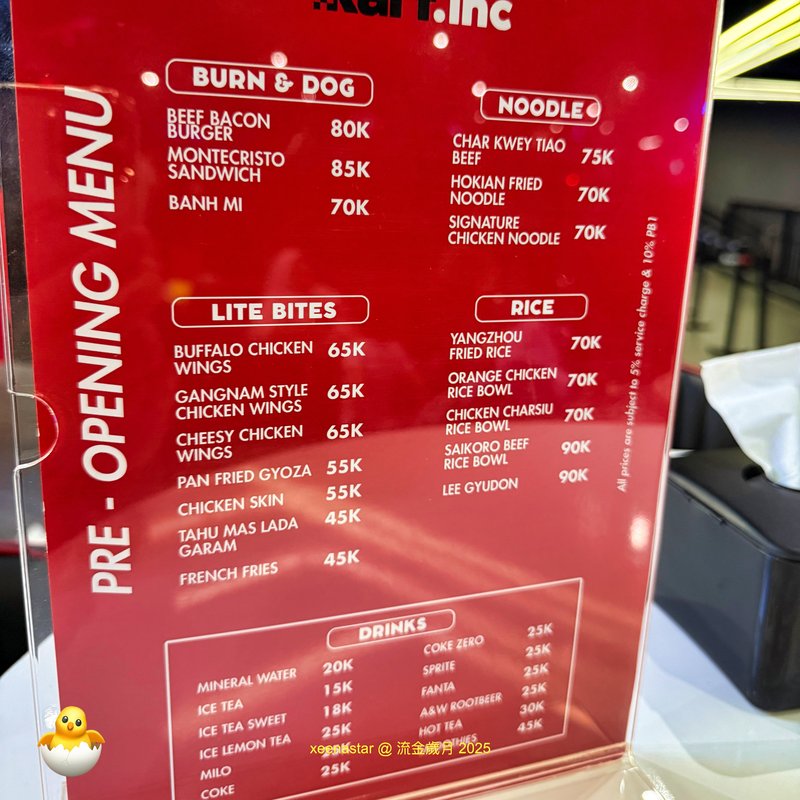 Kart.inc
PRE - OPENING MENU
BURN & DOG
BEEF BACON
BURGER 80K
MONTECRISTO
SANDWICH 85K
BANH MI 70K
LITE BITES
BUFFALO CHICKEN
WINGS 65K
GANGNAM STYLE
CHICKEN WINGS 65K
CHEESY CHICKEN
WINGS 65K
PAN FRIED GYOZA 55K
CHICKEN SKIN 55K
TAHU MAS LADA
GARAM 45K
FRENCH FRIES 45K
NOODLE
CHAR KWEY TIAO
BEEF 75K
HOKIAN FRIED
NOODLE 70K
SIGNATURE
CHICKEN NOODLE 70K
RICE
YANGZHOU
FRIED RICE 70K
ORANGE CHICKEN
RICE BOWL 70K
CHICKEN CHARSIU
RICE BOWL 70K
SAIKORO BEEF
RICE BOWL 90K
LEE GYUDON 90K
All prices are subject to 5% service charge & 10% PB1
DRINKS
MINERAL WATER 20K
ICE TEA 15K
ICE TEA SWEET 18K
ICE LEMON TEA 25K
MILO
COKE 25K
COKE ZERO 25K
SPRITE 25K
FANTA 25K
A&W ROOTBEER 25K
HOT TEA 30K
45K
xeenustar @ 流金歲月 2025